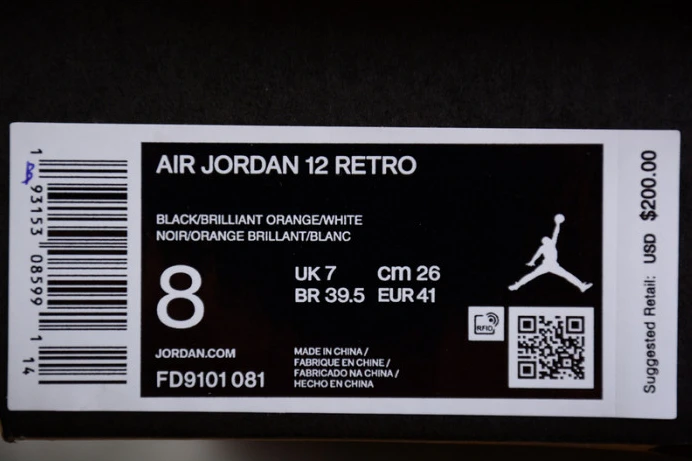 AIR JORDAN 12 RETRO
BLACK/BRILLIANT ORANGE/WHITE
NOIR/ORANGE BRILLANT/BLANC
8
UK 7 cm 26
BR 39.5 EUR 41
RFID
JORDAN.COM
FD9101 081
MADE IN CHINA /
FABRIQUE EN CHINE /
FABRICADO NA CHINA /
HECHO EN CHINA
1 93153 08599 1 14
Suggested Retail: USD $200.00